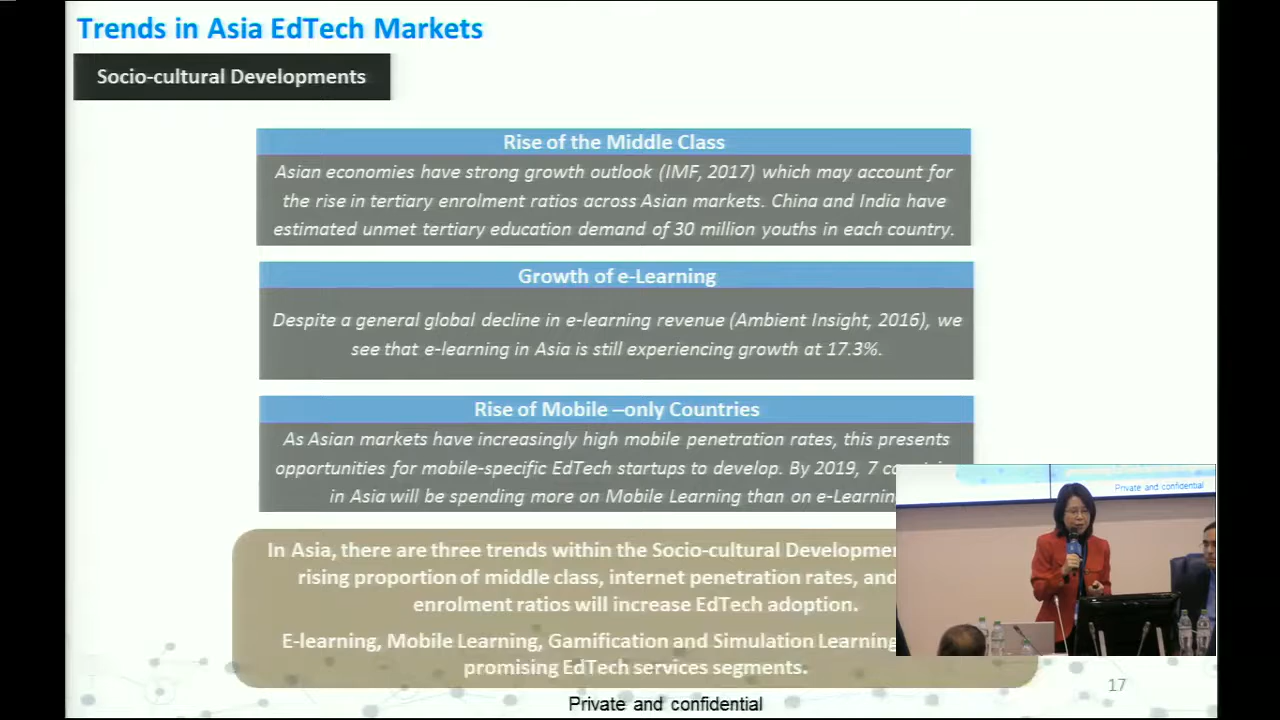 Trends in Asia EdTech Markets
Socio-cultural Developments
Rise of the Middle Class
Asian economies have strong growth outlook (IMF, 2017) which may account for
the rise in tertiary enrolment ratios across Asian markets. China and India have
estimated unmet tertiary education demand of 30 million youths in each country.
Growth of e-Learning
Despite a general global decline in e-learning revenue (Ambient Insight, 2016), we
see that e-learning in Asia is still experiencing growth at 17.3%.
Rise of Mobile –only Countries
As Asian markets have increasingly high mobile penetration rates, this presents
opportunities for mobile-specific EdTech startups to develop. By 2019, 7
in Asia will be spending more on Mobile Learning than on
In Asia, there are three trends within the Socio-cultural
rising proportion of middle class, internet penetration rates, and
enrolment ratios will increase EdTech adoption.
E-learning, Mobile Learning, Gamification and Simulation Learning
promising EdTech services segments.
Private and confidential
17
Private and confidential